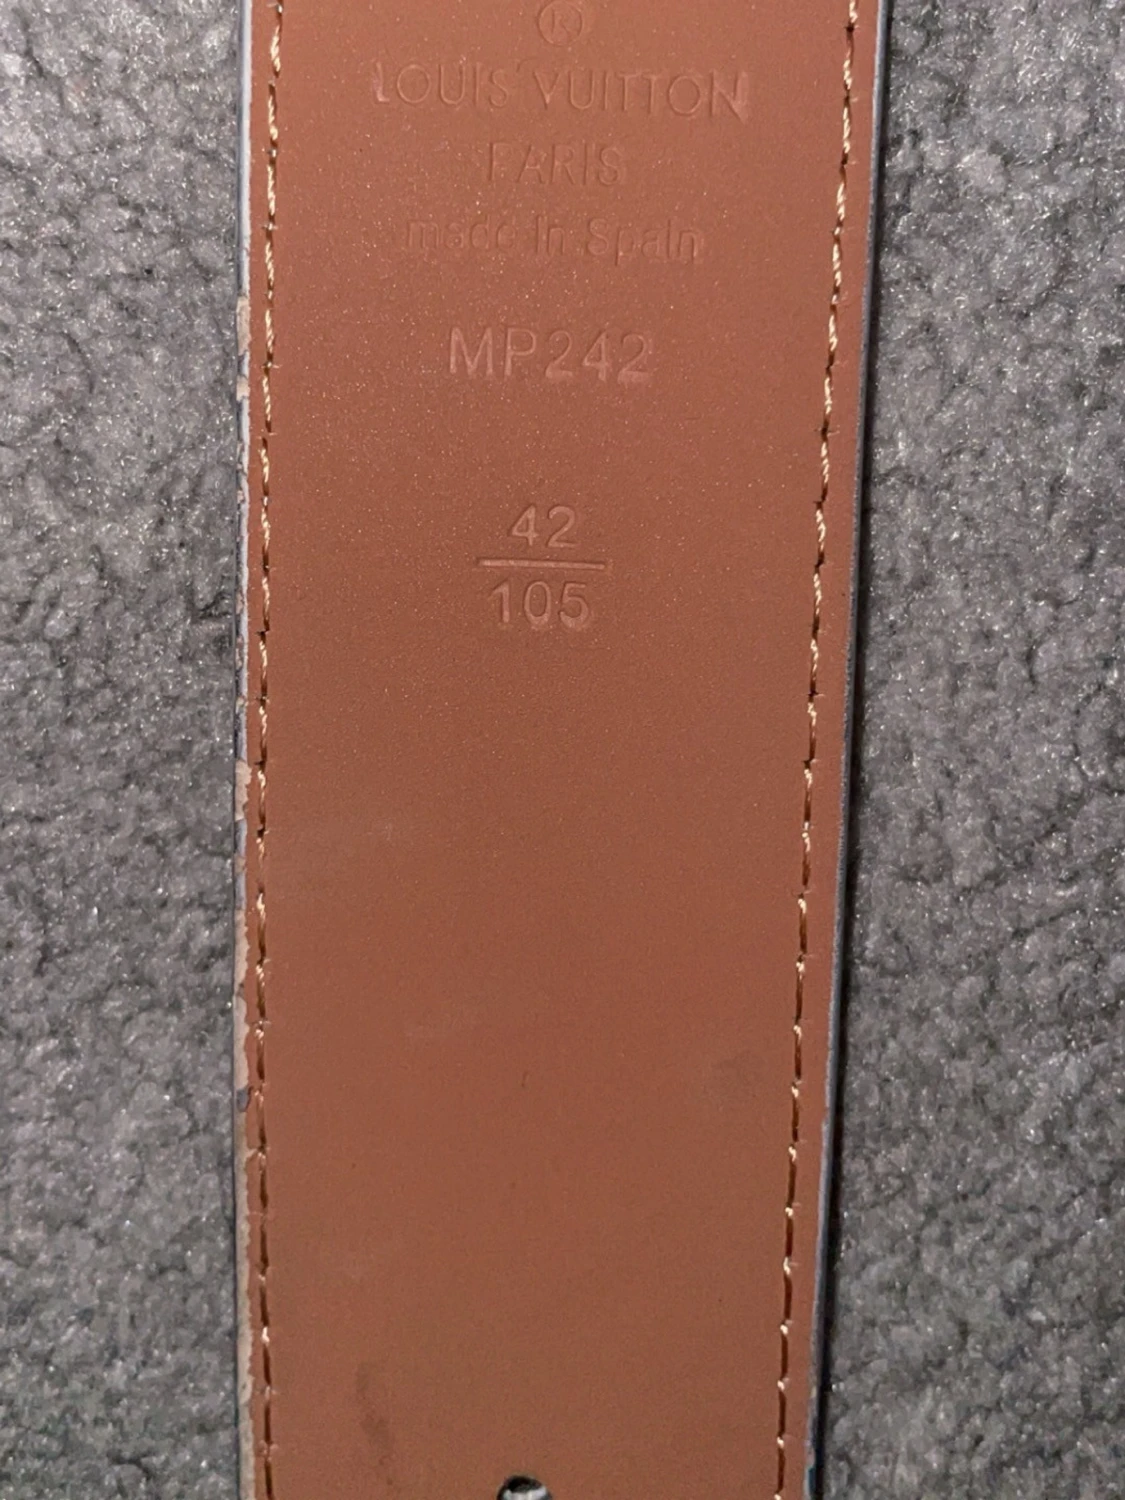 ®
LOUIS VUITTON
PARIS
made in Spain
MP242
42
105